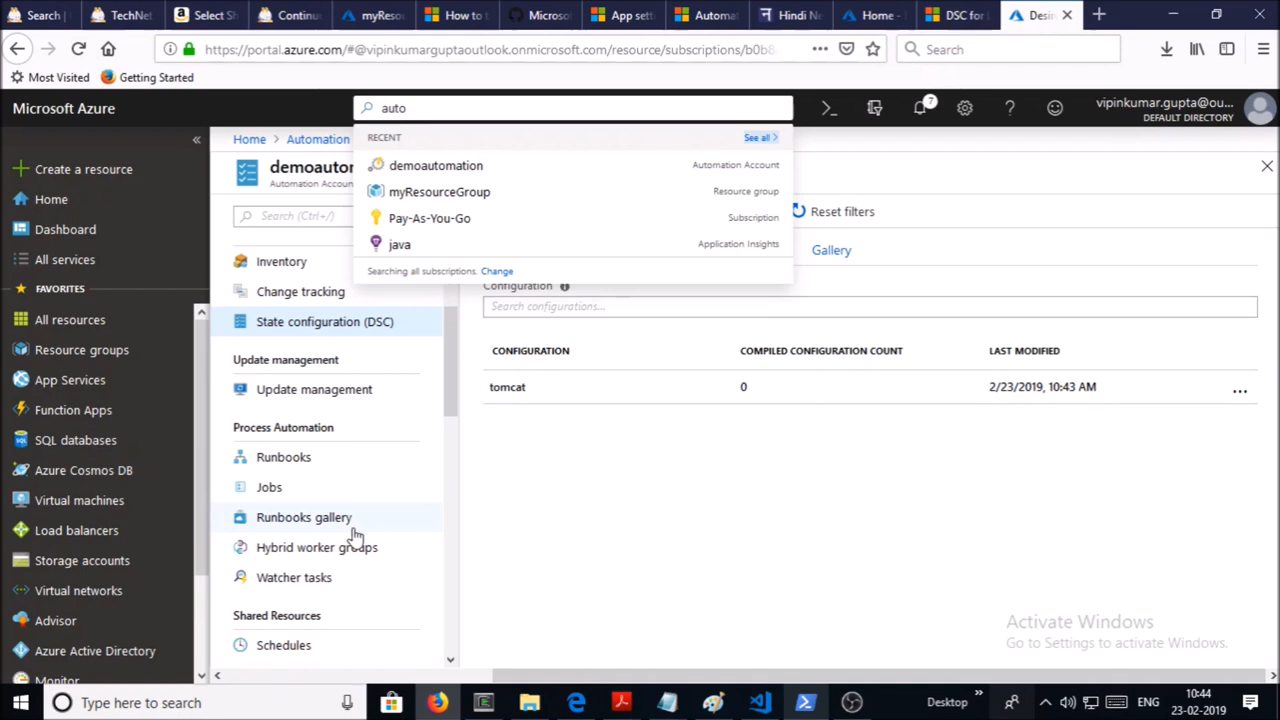 Search |
TechNet
Select Sh
Continu
myReso
How to t
Microso
App sett
Automat
Hindi Ne
Home -
DSC for
Desir
https://portal.azure.com/#@vipinkumarguptaoutlook.onmicrosoft.com/resource/subscriptions/b0b8
Search
Most Visited
Getting Started
Microsoft Azure
auto
7
vipinkumar.gupta@ou...
DEFAULT DIRECTORY
RECENT
See all
demoautomation
Automation Account
myResourceGroup
Resource group
Pay-As-You-Go
Subscription
java
Application Insights
Searching all subscriptions. Change
Create a resource
Home
Dashboard
All services
FAVORITES
All resources
Resource groups
App Services
Function Apps
SQL databases
Azure Cosmos DB
Virtual machines
Load balancers
Storage accounts
Virtual networks
Advisor
Azure Active Directory
Monitor
Home
Automation
demoautor
Automation Accoun
Search (Ctrl+/)
Inventory
Change tracking
State configuration (DSC)
Update management
Update management
Process Automation
Runbooks
Jobs
Runbooks gallery
Hybrid worker groups
Watcher tasks
Shared Resources
Schedules
Reset filters
Gallery
Configuration
Search configurations...
CONFIGURATION
COMPILED CONFIGURATION COUNT
LAST MODIFIED
tomcat
0
2/23/2019, 10:43 AM
Activate Windows
Go to Settings to activate Windows.
Type here to search
Desktop
ENG
10:44
23-02-2019